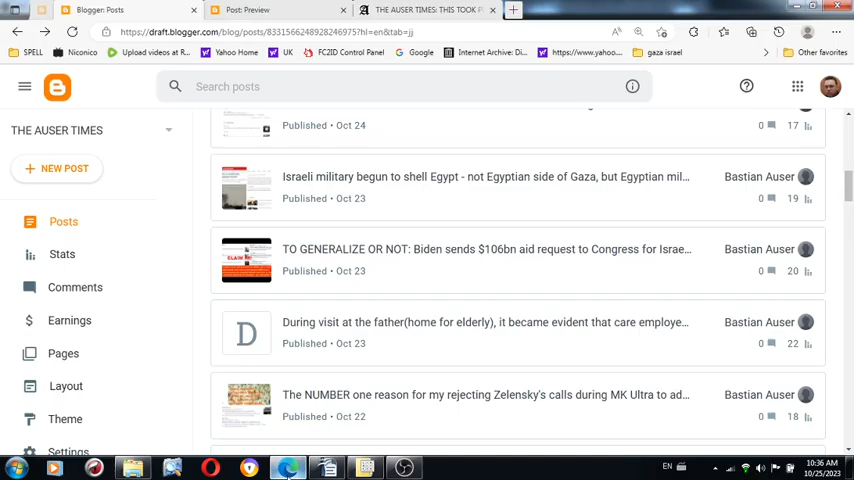 Blogger: Posts
Post: Preview
THE AUSER TIMES: THIS TOOK P
https://draft.blogger.com/blog/posts/8331566248928246975?hl=en&tab=jj
SPELL
Niconico
Upload videos at R...
Yahoo Home
UK
FCZID Control Panel
Google
Internet Archive: Di...
https://www.yahoo....
gaza israel
Other favorites
Search posts
THE AUSER TIMES
NEW POST
Posts
Stats
Comments
Earnings
Pages
Layout
Theme
Settings
Published • Oct 24
0 17
Israeli military begun to shell Egypt - not Egyptian side of Gaza, but Egyptian mil...
Bastian Auser
Published • Oct 23
0 19
CLAIM
TO GENERALIZE OR NOT: Biden sends $106bn aid request to Congress for Israe...
Bastian Auser
Published • Oct 23
0 20
D
During visit at the father(home for elderly), it became evident that care employe...
Bastian Auser
Published • Oct 23
0 22
The NUMBER one reason for my rejecting Zelensky's calls during MK Ultra to ad...
Bastian Auser
Published • Oct 22
0 18
EN
10:36 AM
10/25/2023